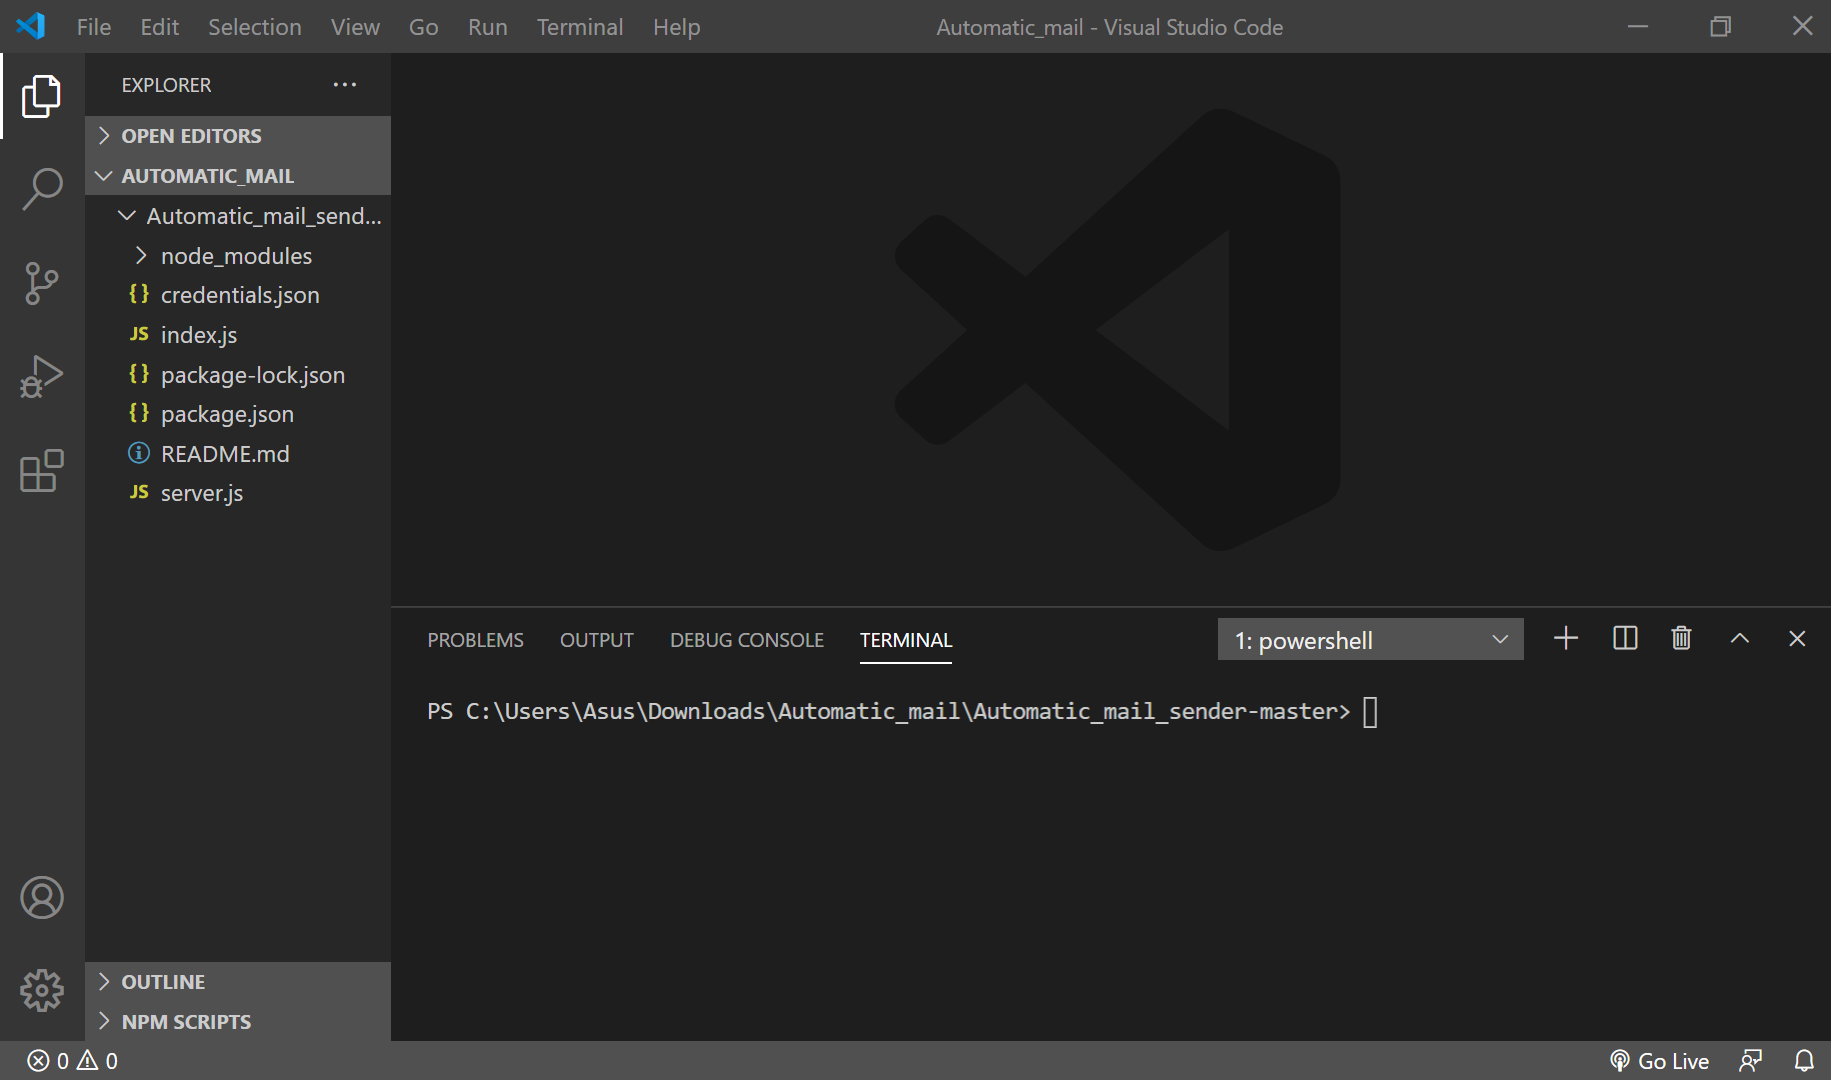 File Edit Selection View Go Run Terminal Help
Automatic_mail - Visual Studio Code
EXPLORER
OPEN EDITORS
AUTOMATIC_MAIL
Automatic_mail_send...
node_modules
{} credentials.json
JS index.js
{} package-lock.json
{} package.json
README.md
JS server.js
OUTLINE
NPM SCRIPTS
PROBLEMS OUTPUT DEBUG CONSOLE TERMINAL
1: powershell
PS C:\Users\Asus\Downloads\Automatic_mail\Automatic_mail_sender-master>
0 0
Go Live